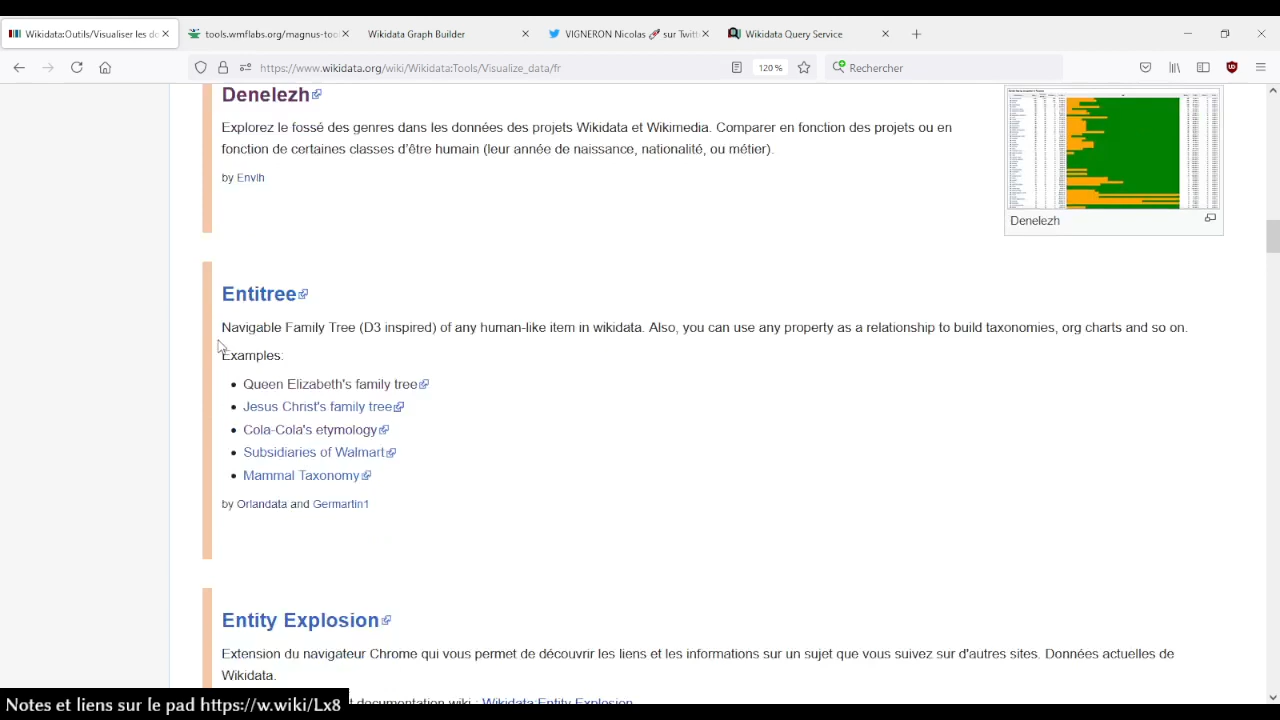 Wikidata:Outils/Visualiser les do
tools.wmflabs.org/magnus-tool
Wikidata Graph Builder
VIGNERON Nicolas 🚀 sur Twitt
Wikidata Query Service
https://www.wikidata.org/wiki/Wikidata:Tools/Visualize_data/fr
120 %
Rechercher
Denelezh
Explorez le fossé des genres dans les données des projets Wikidata et Wikimedia. Comparer en fonction des projets ou en
fonction de certaines classes d'être humain (leur année de naissance, nationalité, ou métier).
by Envlh
Denelezh
Entitree
Navigable Family Tree (D3 inspired) of any human-like item in wikidata. Also, you can use any property as a relationship to build taxonomies, org charts and so on.
Examples:
• Queen Elizabeth's family tree
• Jesus Christ's family tree
• Cola-Cola's etymology
• Subsidiaries of Walmart
• Mammal Taxonomy
by Orlandata and Germartin1
Entity Explosion
Extension du navigateur Chrome qui vous permet de découvrir les liens et les informations sur un sujet que vous suivez sur d'autres sites. Données actuelles de
Wikidata.
t documentation wiki : Wikidata:Entity Explosion
Notes et liens sur le pad https://w.wiki/Lx8